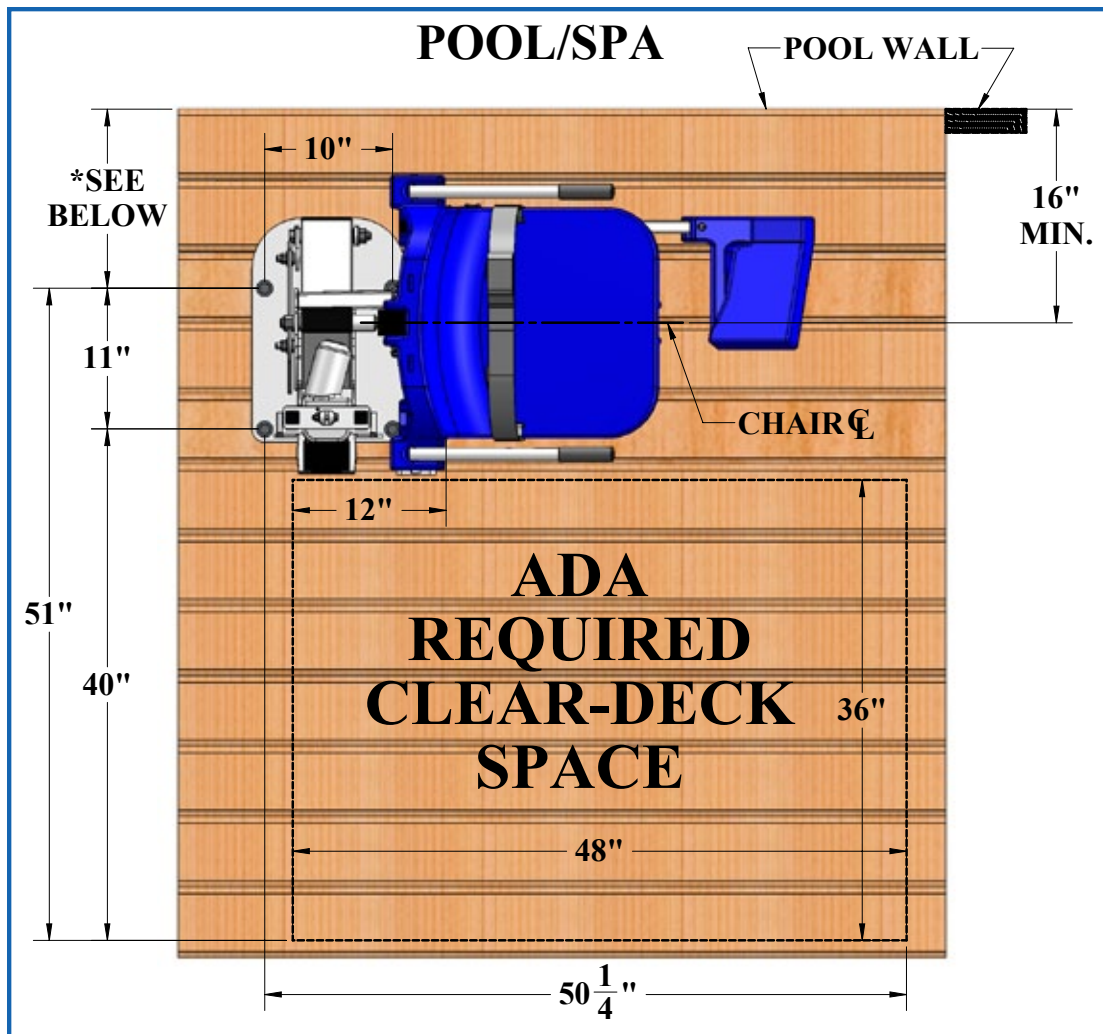 POOL/SPA
POOL WALL
10"
*SEE
BELOW
16"
MIN.
11"
CHAIR ℄
12"
ADA
REQUIRED
CLEAR-DECK
SPACE
51"
40"
36"
48"
50 1/4"